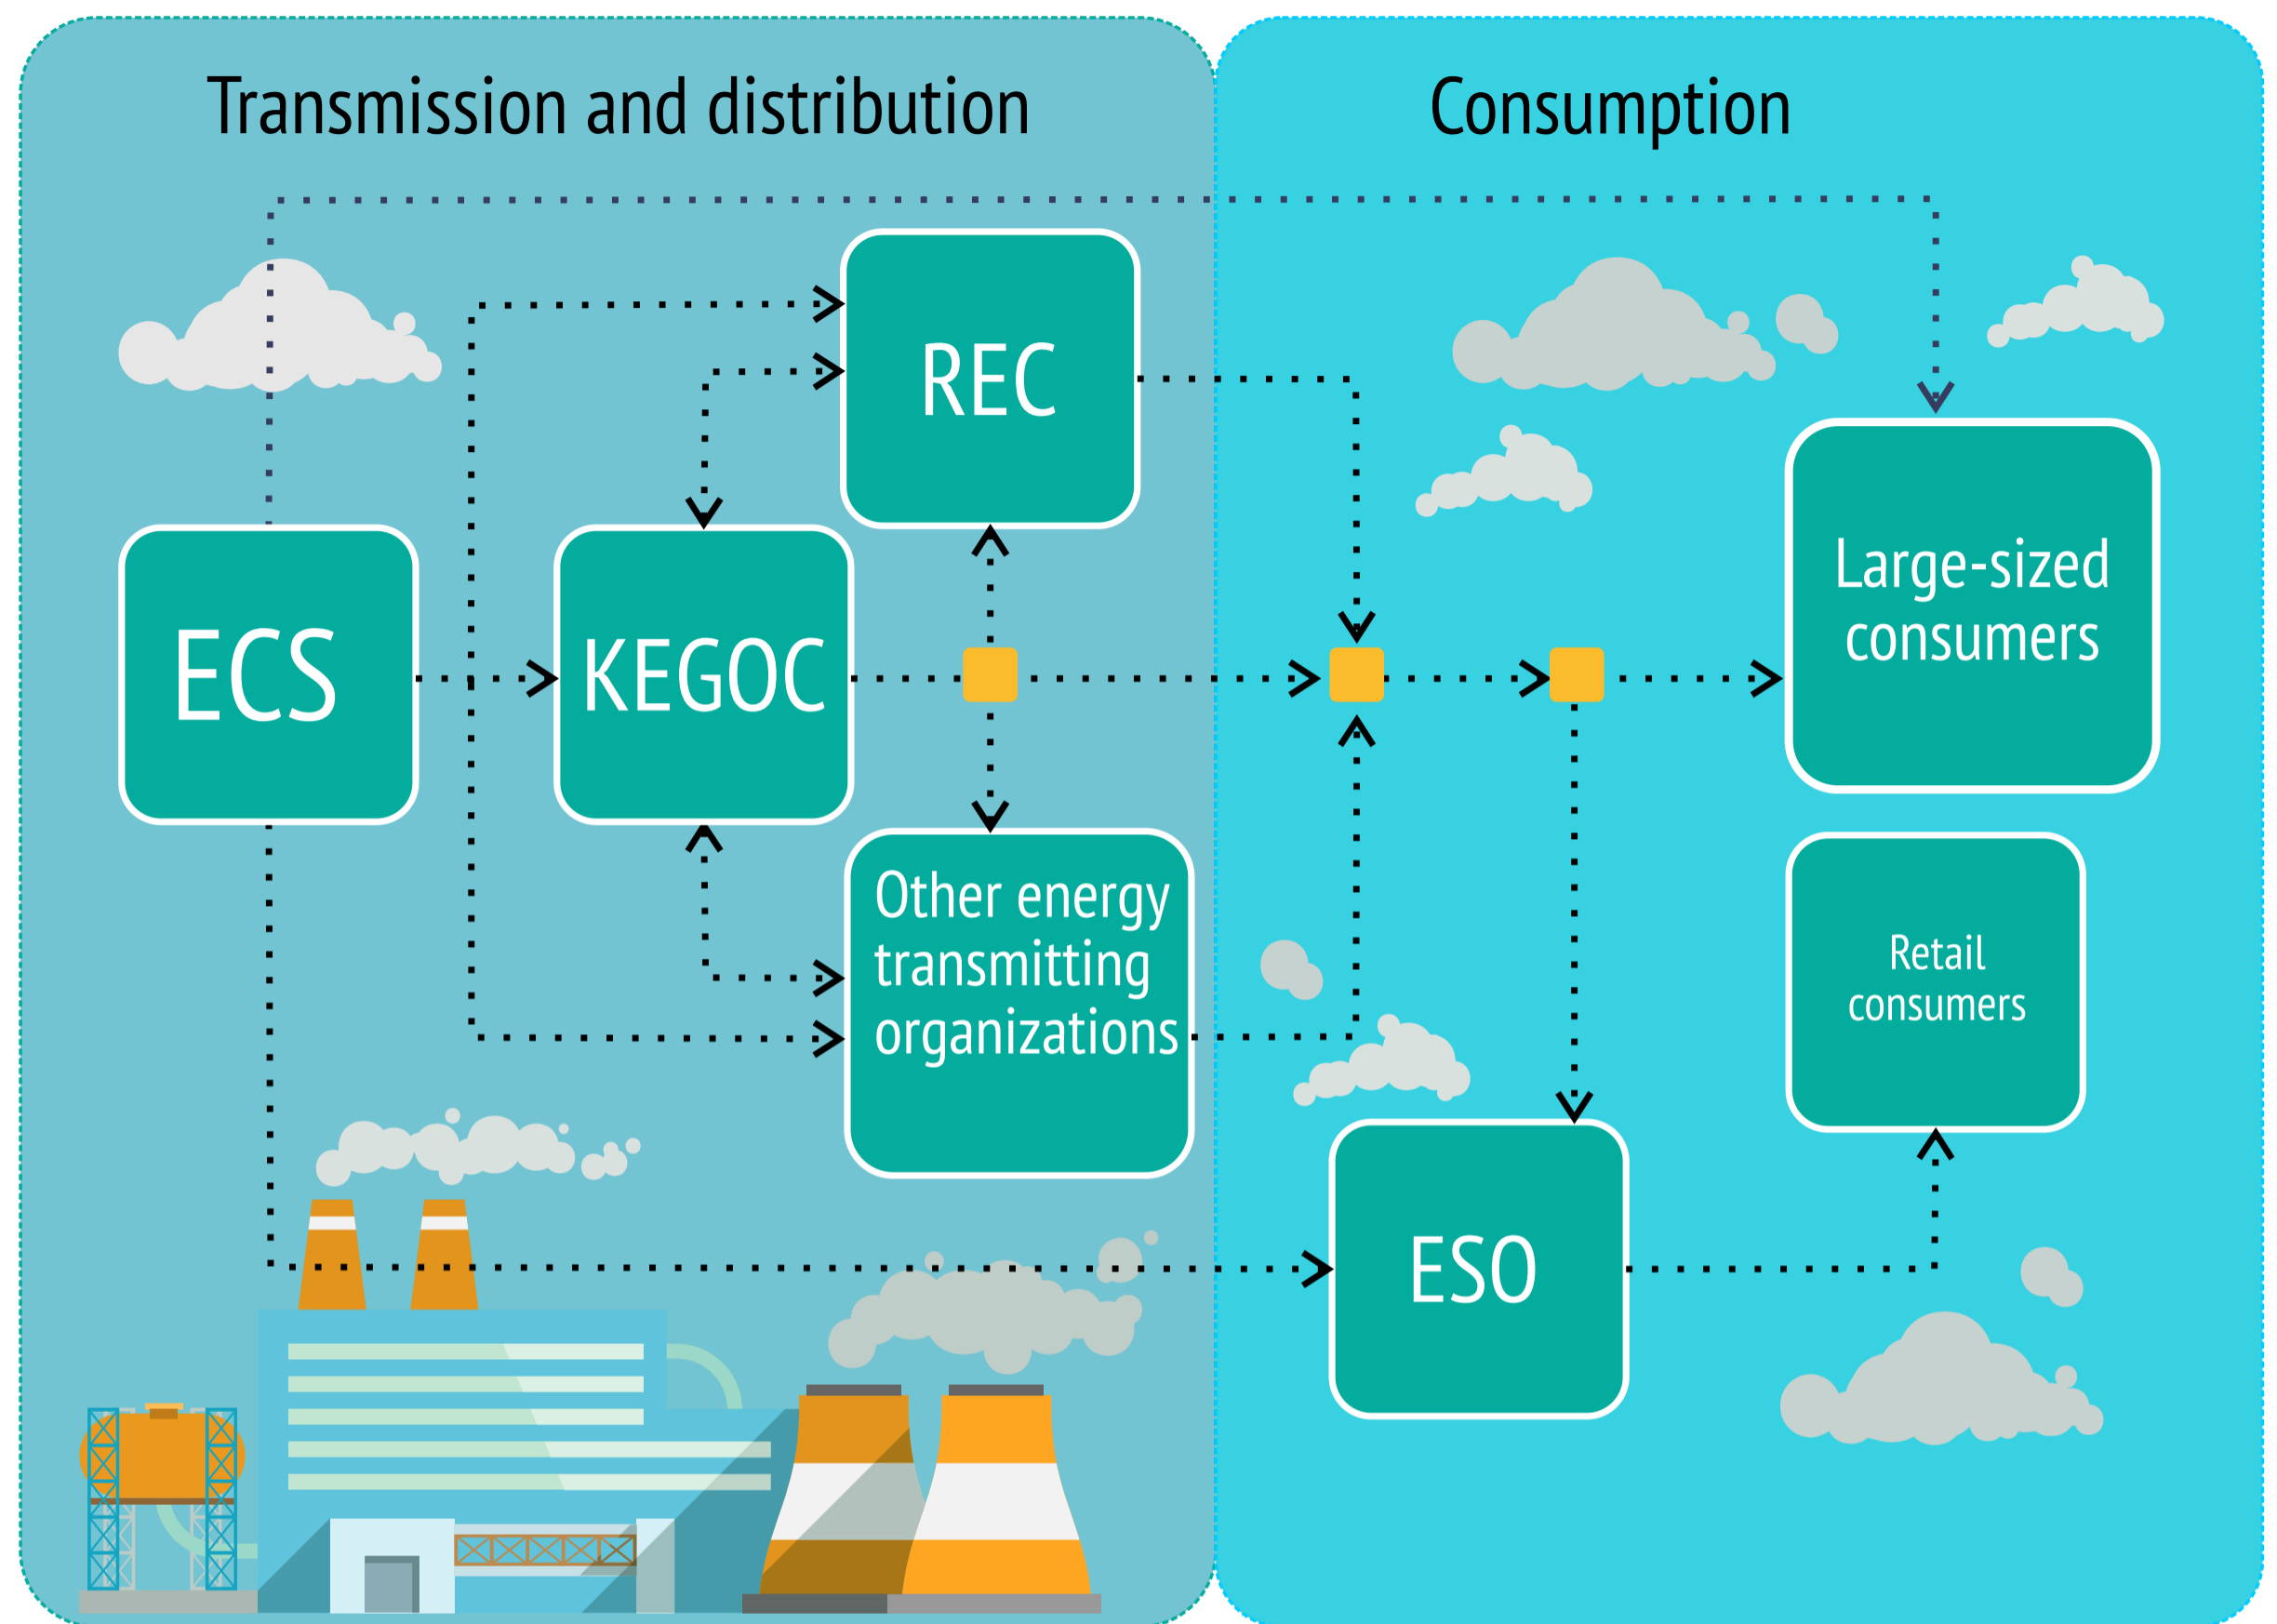 Transmission and distribution
Consumption
REC
ECS
KEGOC
Large-sized
consumers
Other energy
transmitting
organizations
Retail
consumers
ESO